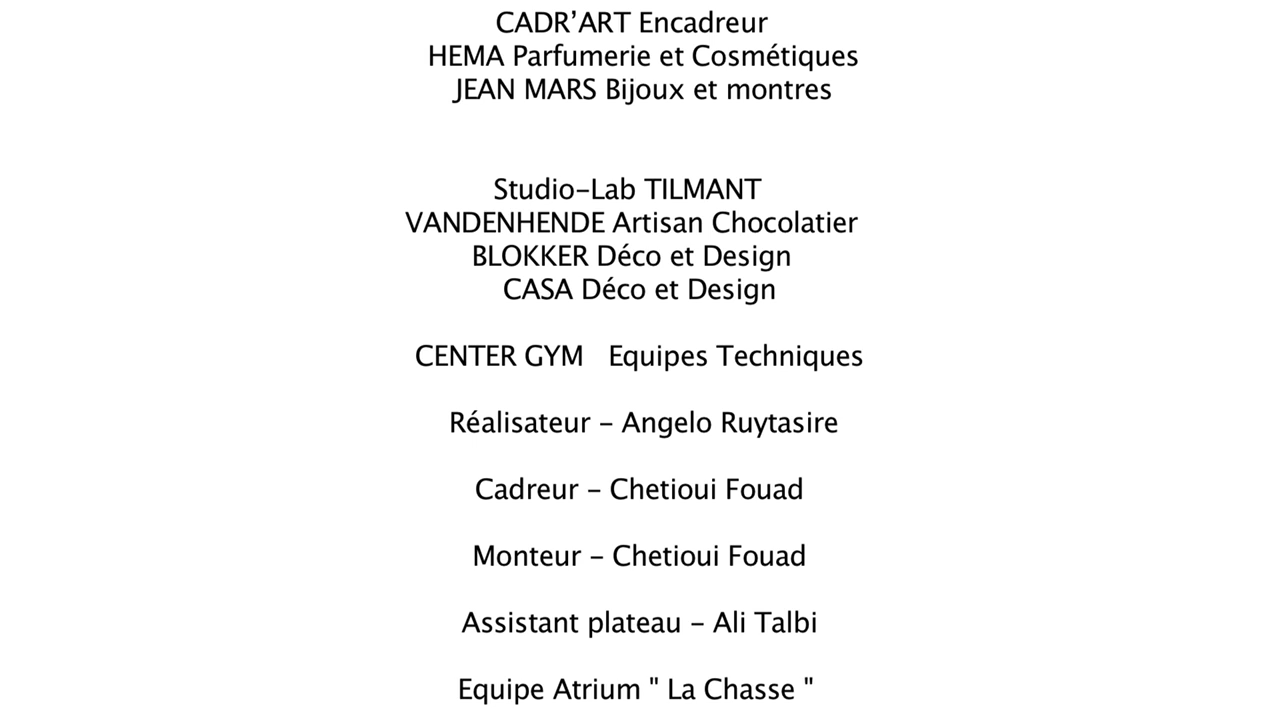 CADR’ART Encadreur
HEMA Parfumerie et Cosmétiques
JEAN MARS Bijoux et montres
Studio-Lab TILMANT
VANDENHENDE Artisan Chocolatier
BLOKKER Déco et Design
CASA Déco et Design
CENTER GYM   Equipes Techniques
Réalisateur - Angelo Ruytasire
Cadreur - Chetioui Fouad
Monteur - Chetioui Fouad
Assistant plateau - Ali Talbi
Equipe Atrium " La Chasse "